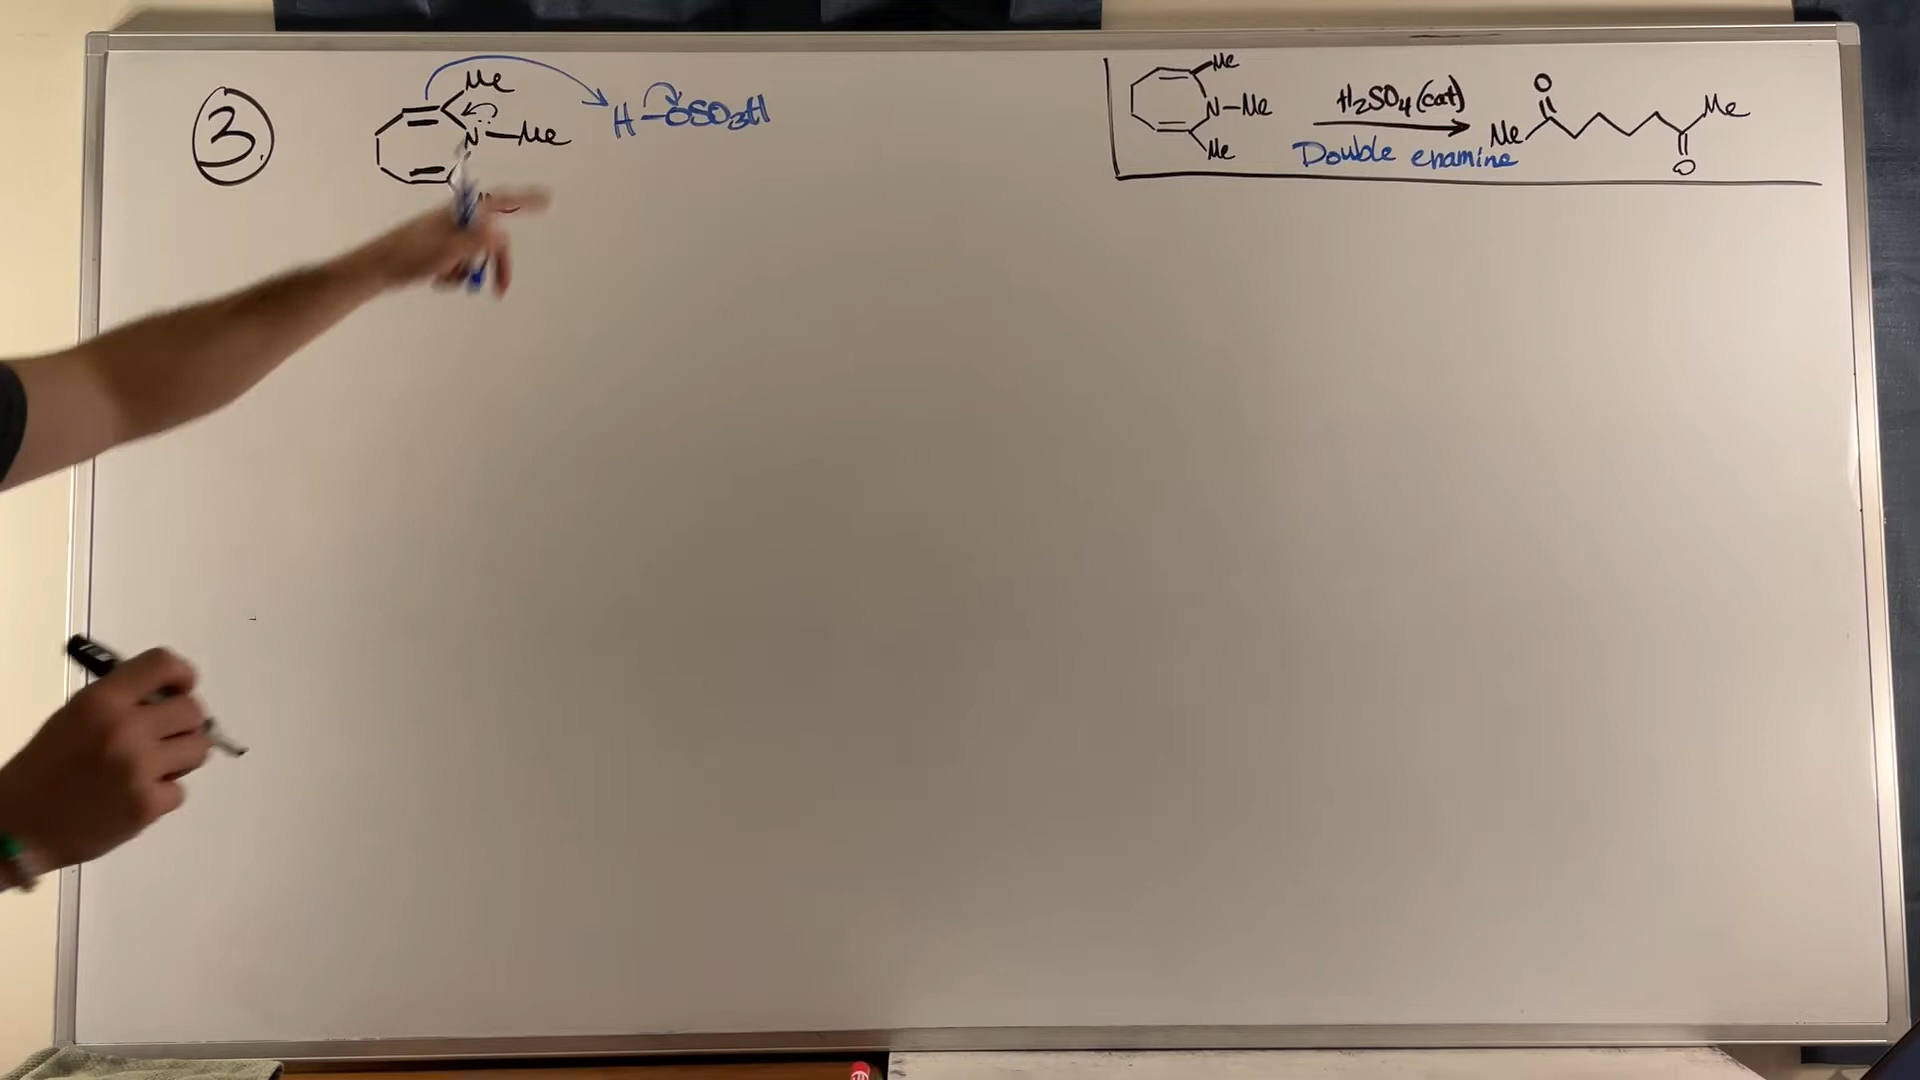 3.
Me
N—Me
H—OSO3H
Me
N—Me
Me
H2SO4 (cat)
Double enamine
O
Me
Me
O